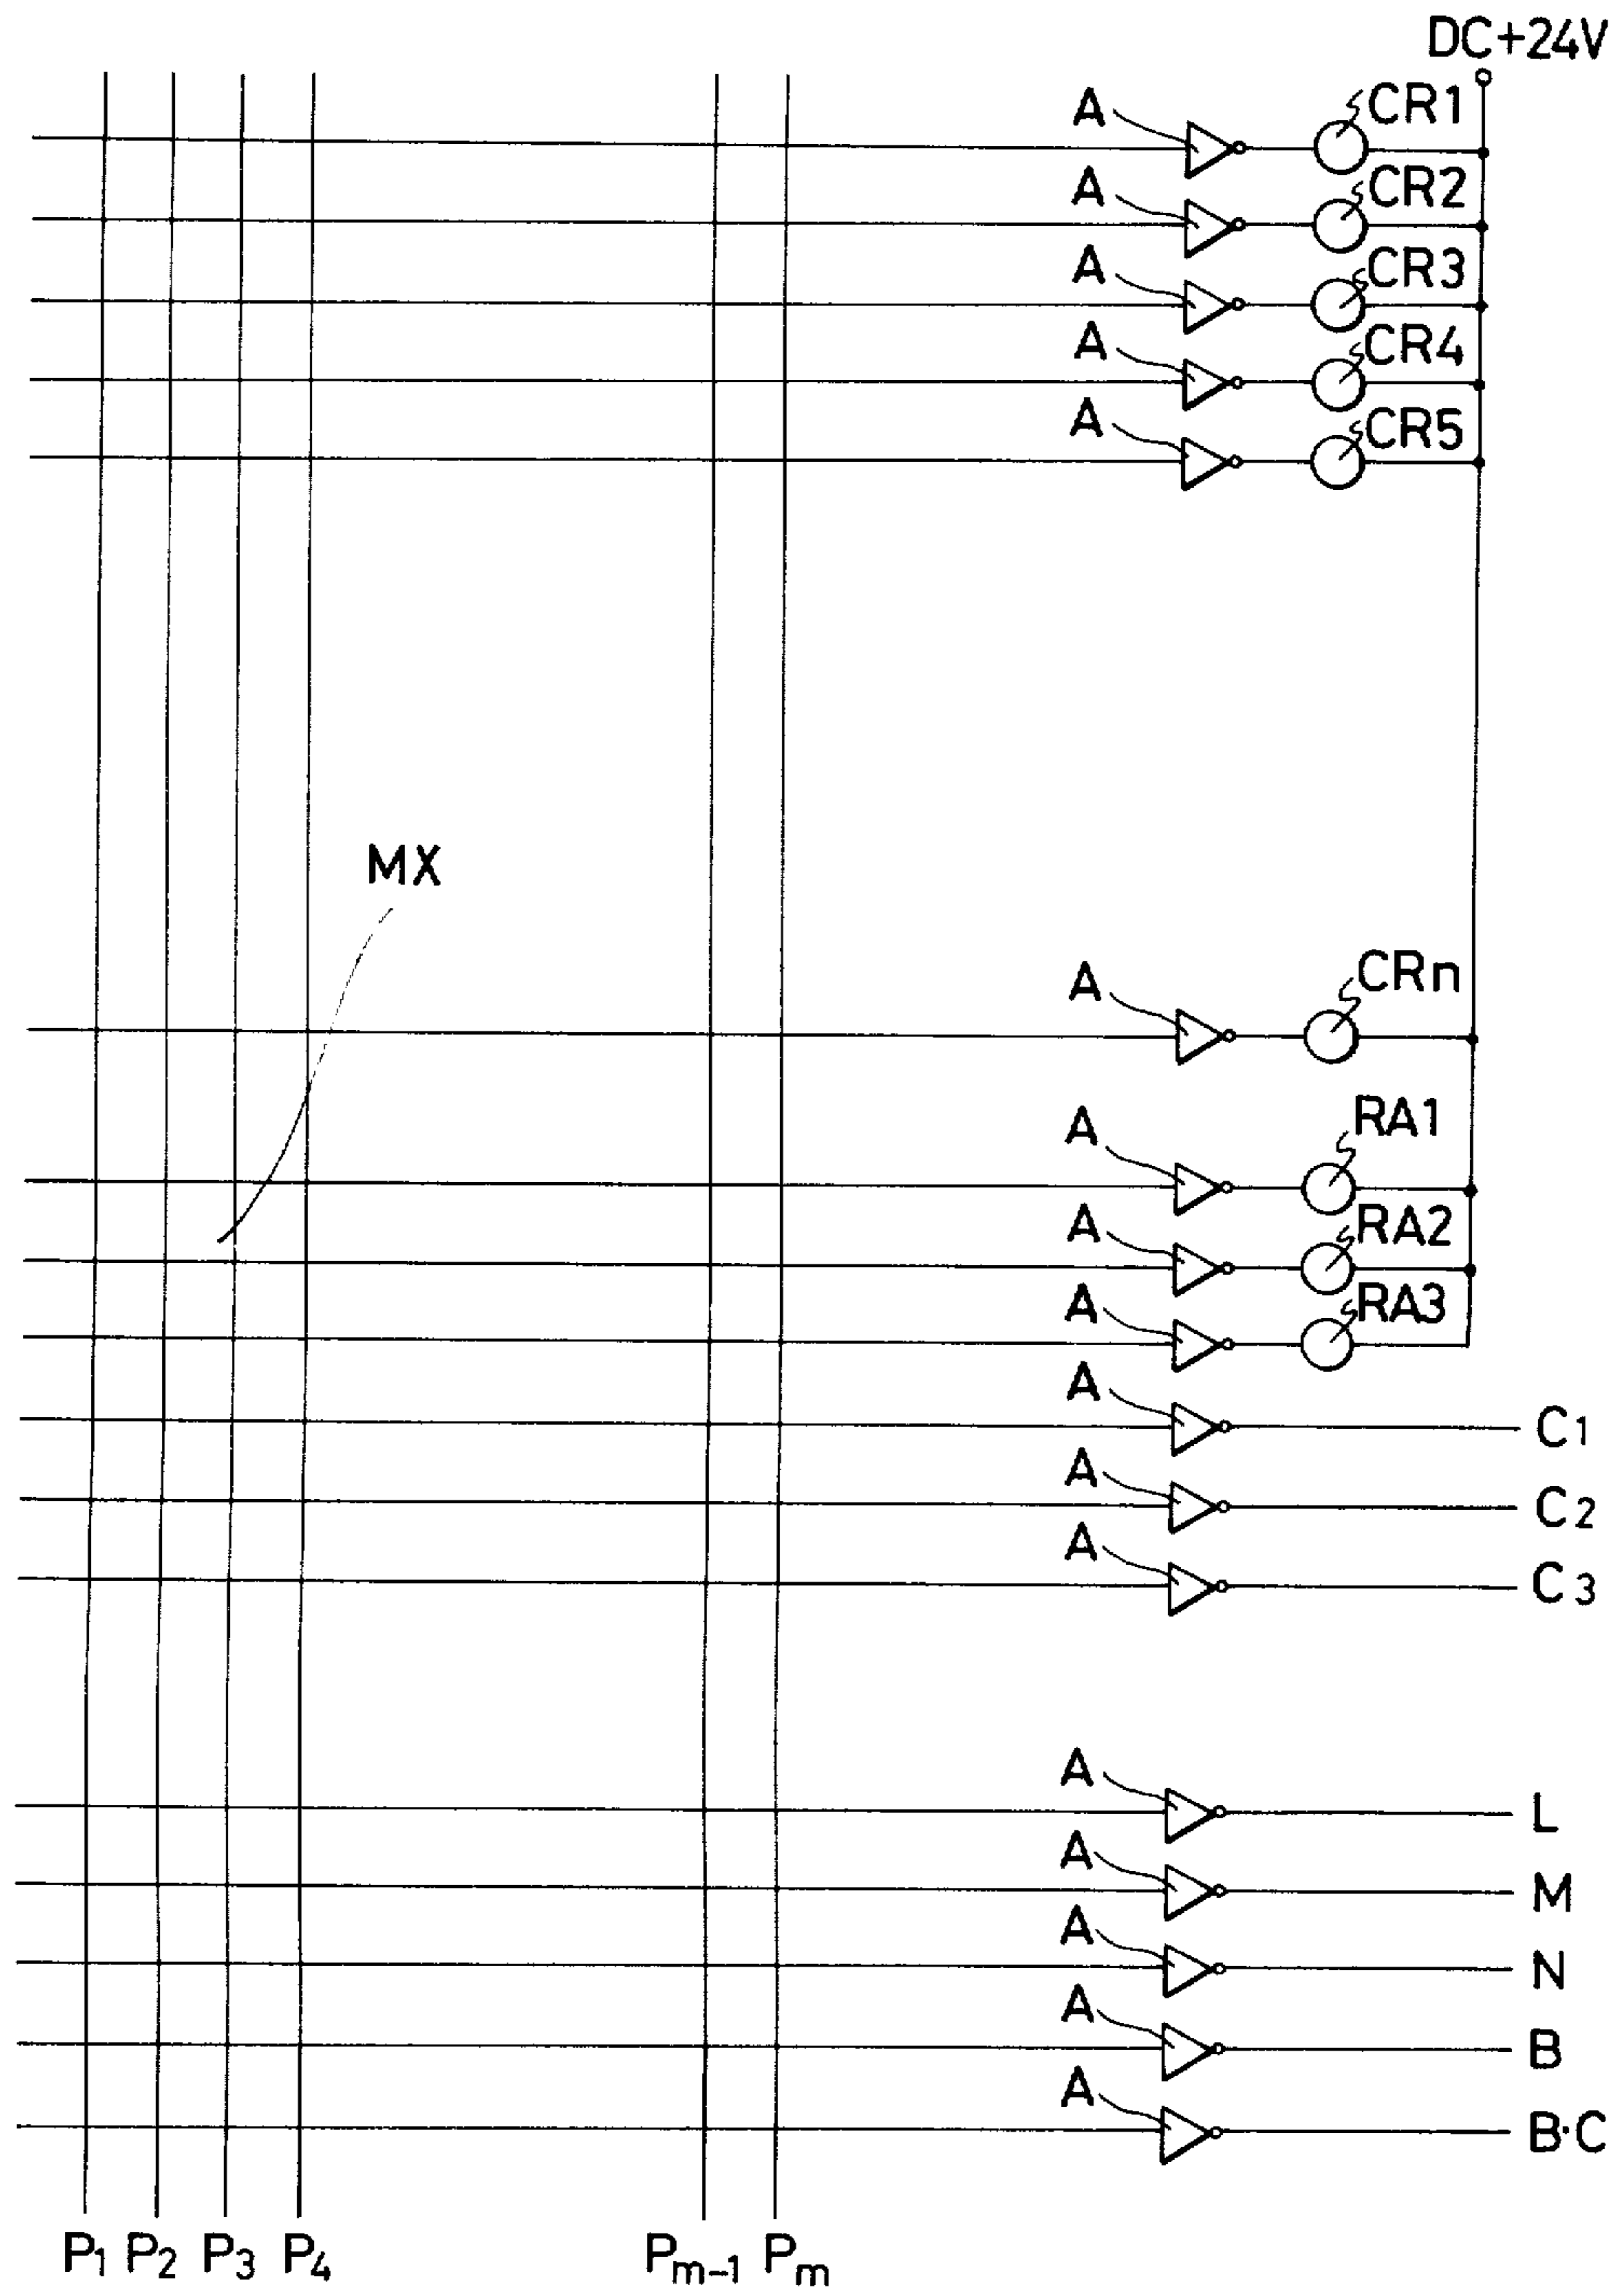 DC+24V
A CR1
A CR2
A CR3
A CR4
A CR5
MX
A CRn
A RA1
A RA2
A RA3
A C1
A C2
A C3
A L
A M
A N
A B
A B·C
P1 P2 P3 P4 Pm-1 Pm